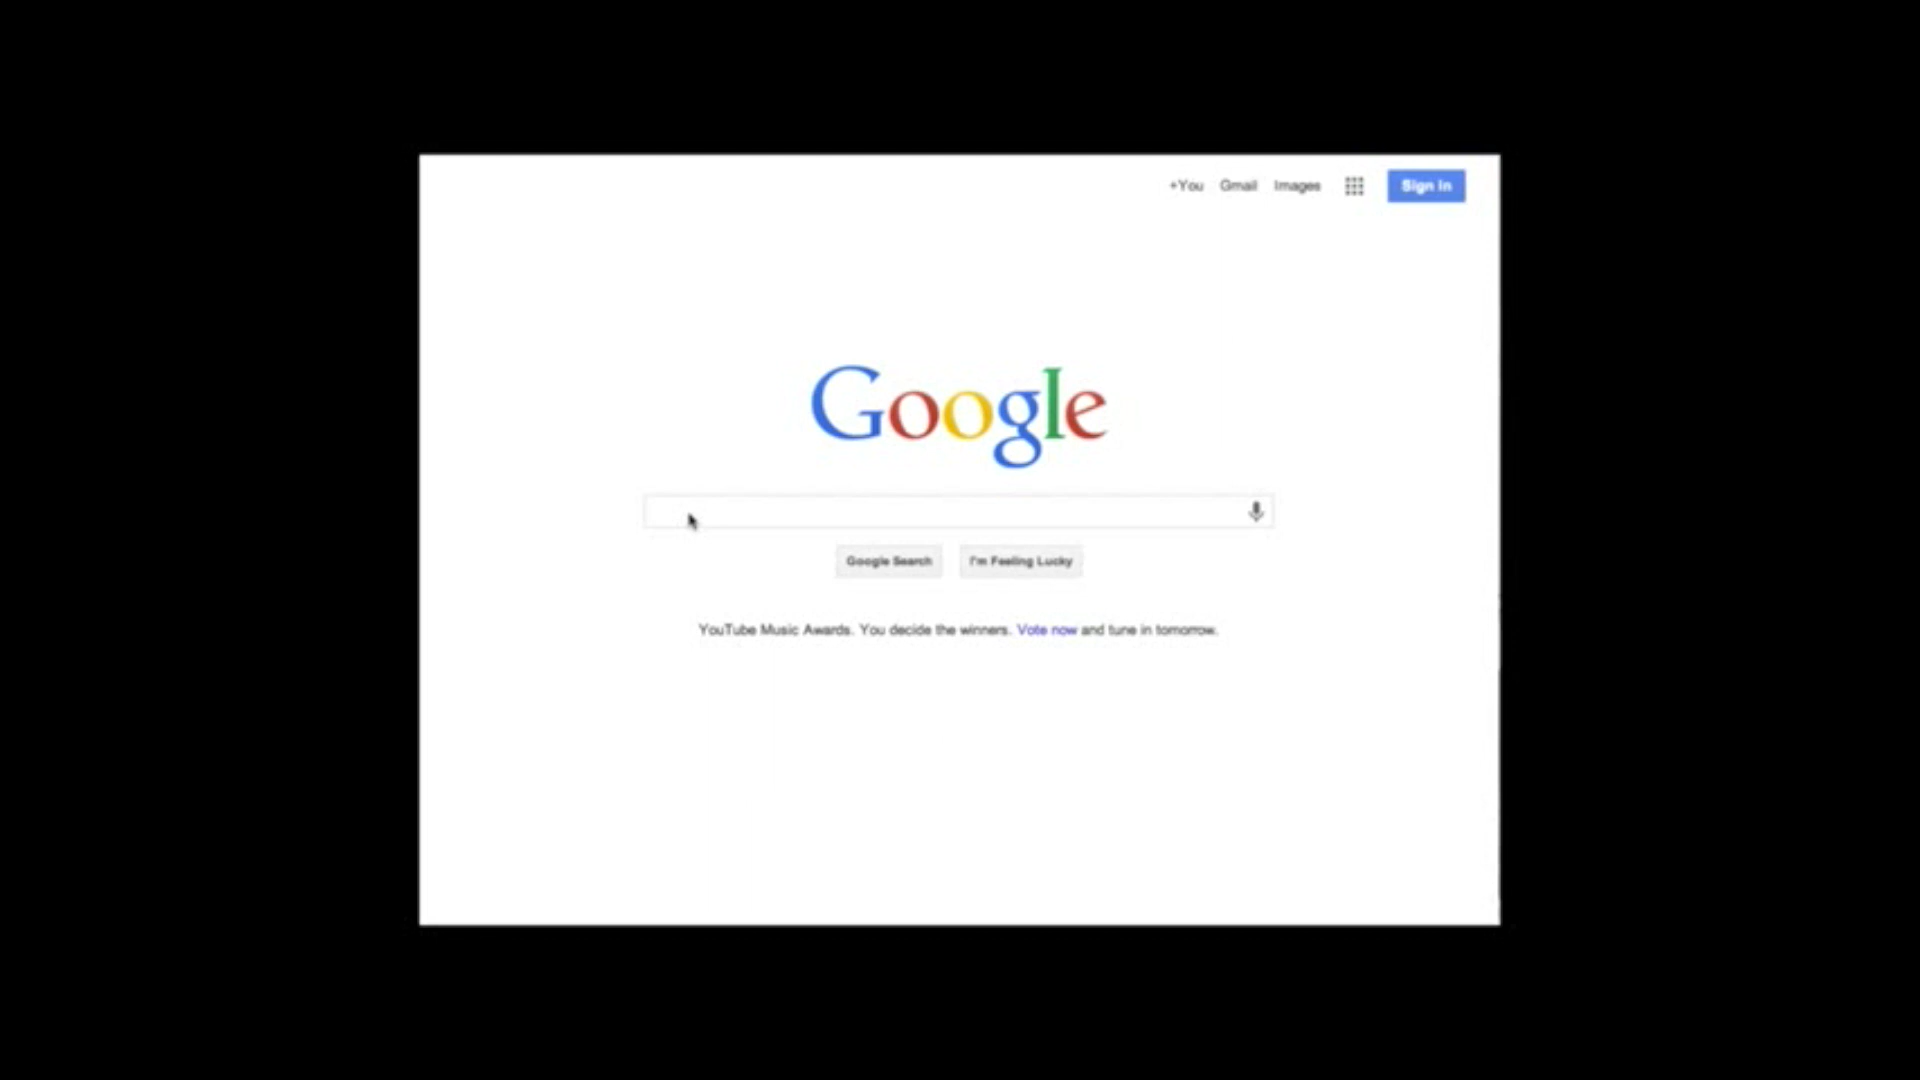 +You Gmail Images Sign in
Google
Google Search I'm Feeling Lucky
YouTube Music Awards. You decide the winners. Vote now and tune in tomorrow.